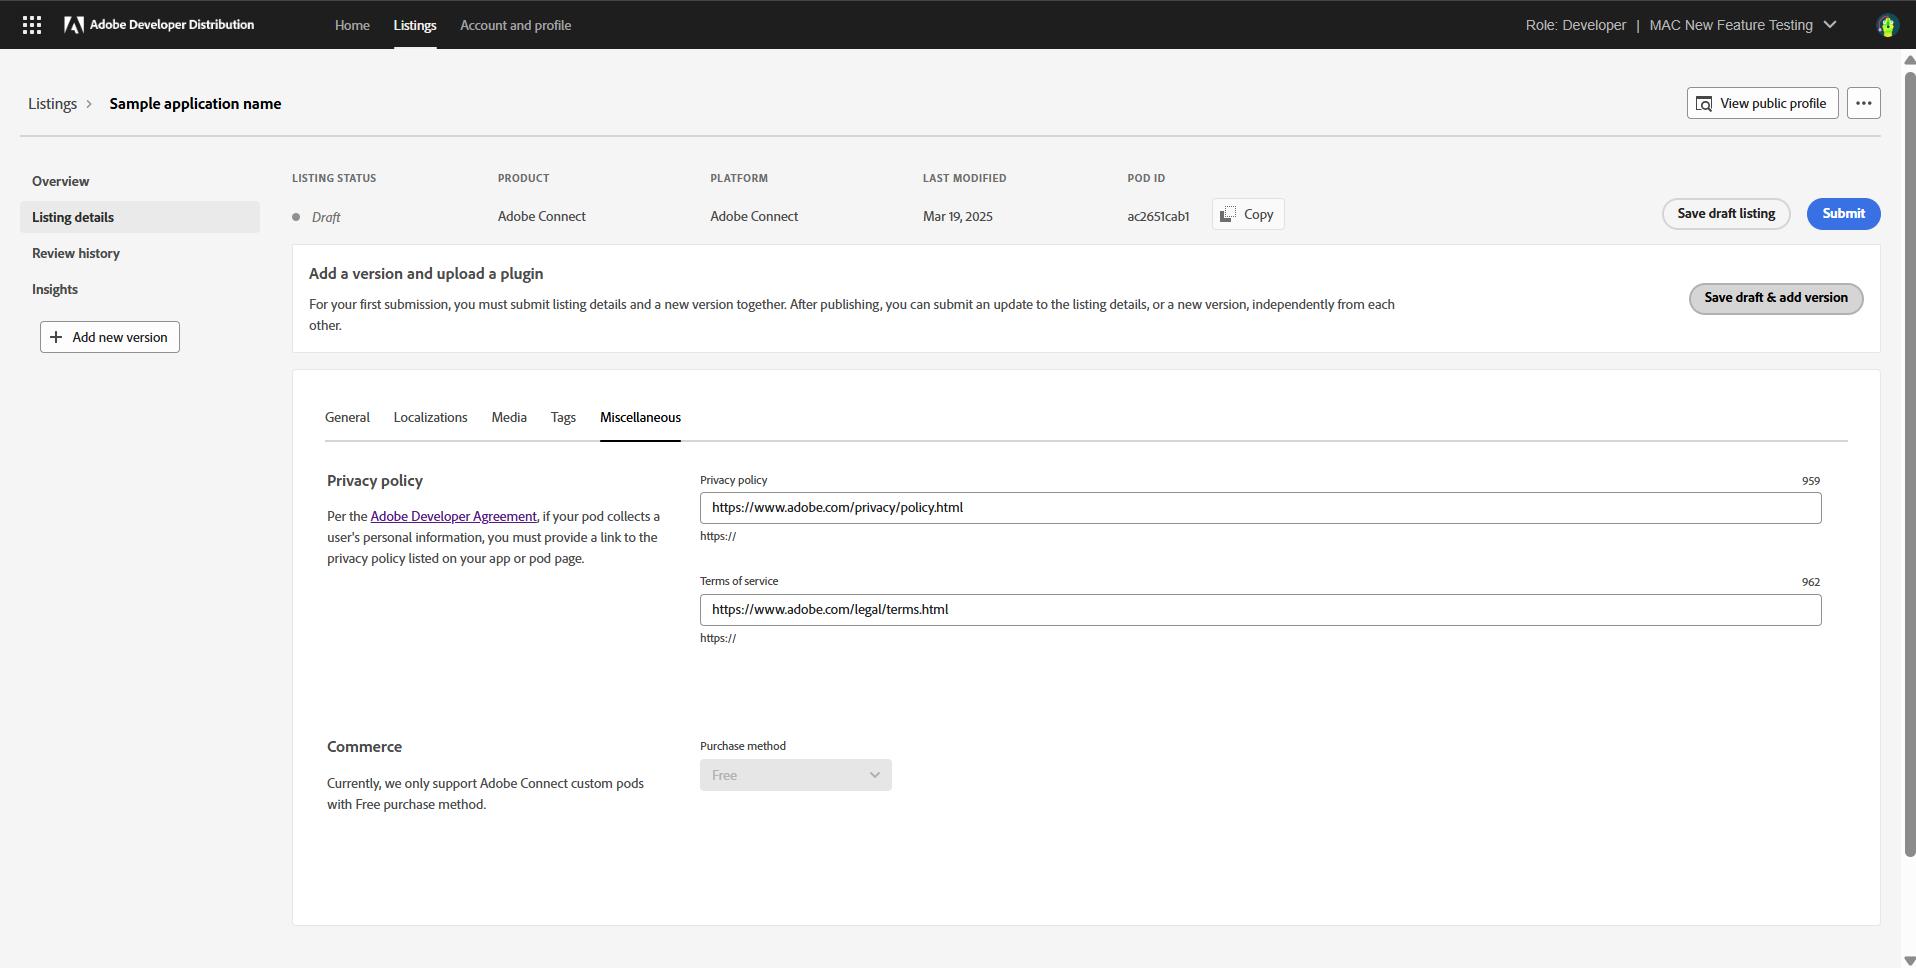 Adobe Developer Distribution
Home
Listings
Account and profile
Role: Developer | MAC New Feature Testing
Listings
Sample application name
View public profile
Overview
Listing details
Review history
Insights
Add new version
LISTING STATUS
PRODUCT
PLATFORM
LAST MODIFIED
POD ID
Draft
Adobe Connect
Adobe Connect
Mar 19, 2025
ac2651cab1
Copy
Save draft listing
Submit
Add a version and upload a plugin
For your first submission, you must submit listing details and a new version together. After publishing, you can submit an update to the listing details, or a new version, independently from each
other.
Save draft & add version
General
Localizations
Media
Tags
Miscellaneous
Privacy policy
Per the Adobe Developer Agreement, if your pod collects a
user's personal information, you must provide a link to the
privacy policy listed on your app or pod page.
Privacy policy
959
https://www.adobe.com/privacy/policy.html
https://
Terms of service
962
https://www.adobe.com/legal/terms.html
https://
Commerce
Currently, we only support Adobe Connect custom pods
with Free purchase method.
Purchase method
Free